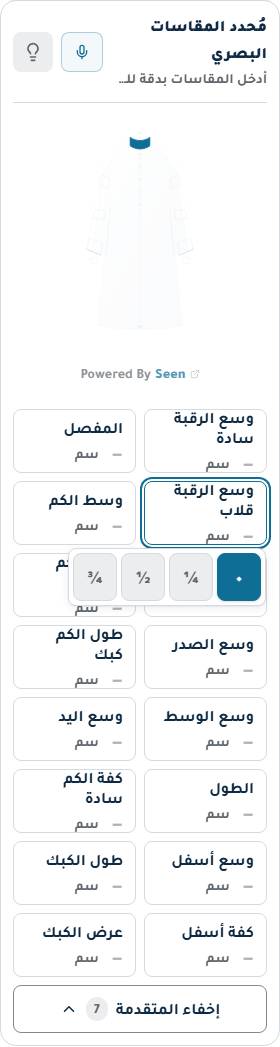 مُحدد المقاسات
البصري
أدخل المقاسات بدقة للـ...
Powered By Seen
وسع الرقبة
سادة
— سم
المفصل
— سم
وسع الرقبة
قلاب
— سم
وسط الكم
— سم
كم
— سم
٠
¼
½
¾
وسع الصدر
— سم
طول الكم
كبك
— سم
وسع الوسط
— سم
وسع اليد
— سم
الطول
— سم
كفة الكم
سادة
— سم
وسع أسفل
— سم
طول الكبك
— سم
كفة أسفل
— سم
عرض الكبك
— سم
إخفاء المتقدمة 7